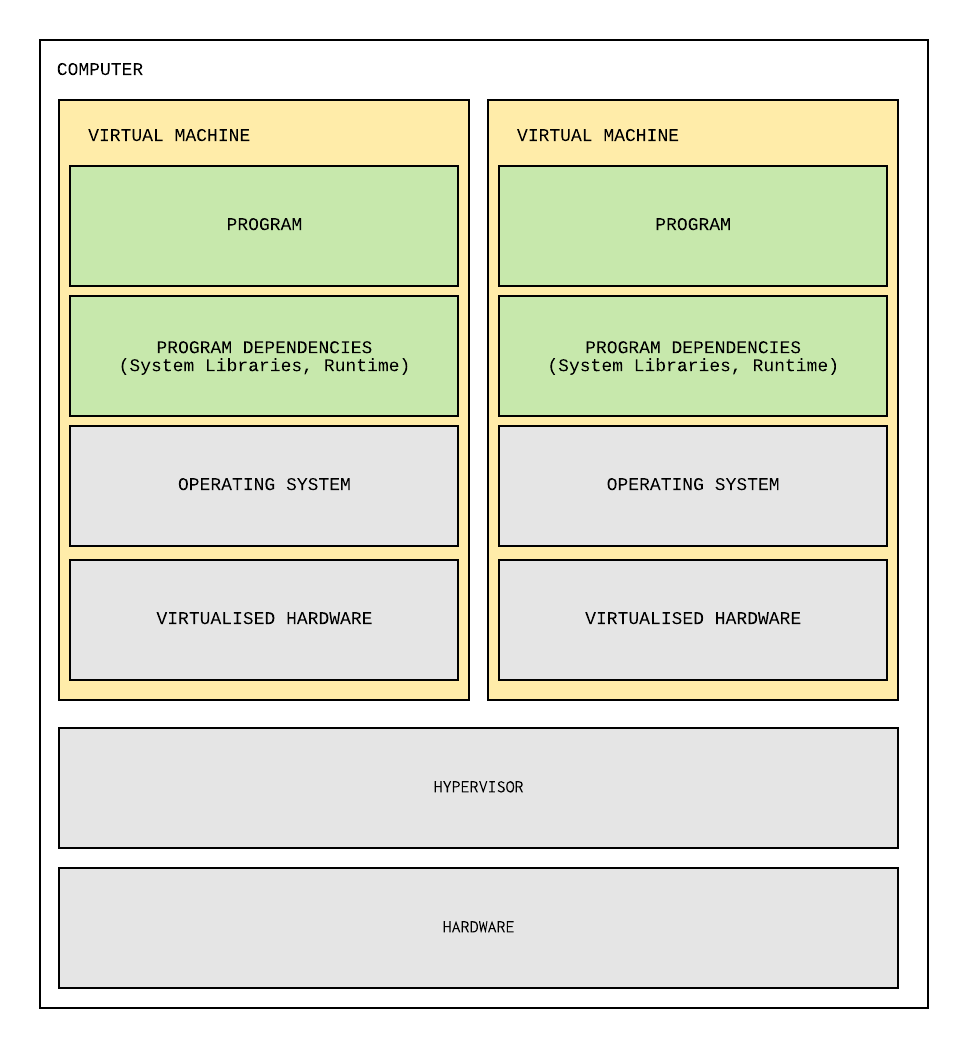 COMPUTER
VIRTUAL MACHINE
PROGRAM
PROGRAM DEPENDENCIES
(System Libraries, Runtime)
OPERATING SYSTEM
VIRTUALISED HARDWARE
VIRTUAL MACHINE
PROGRAM
PROGRAM DEPENDENCIES
(System Libraries, Runtime)
OPERATING SYSTEM
VIRTUALISED HARDWARE
HYPERVISOR
HARDWARE